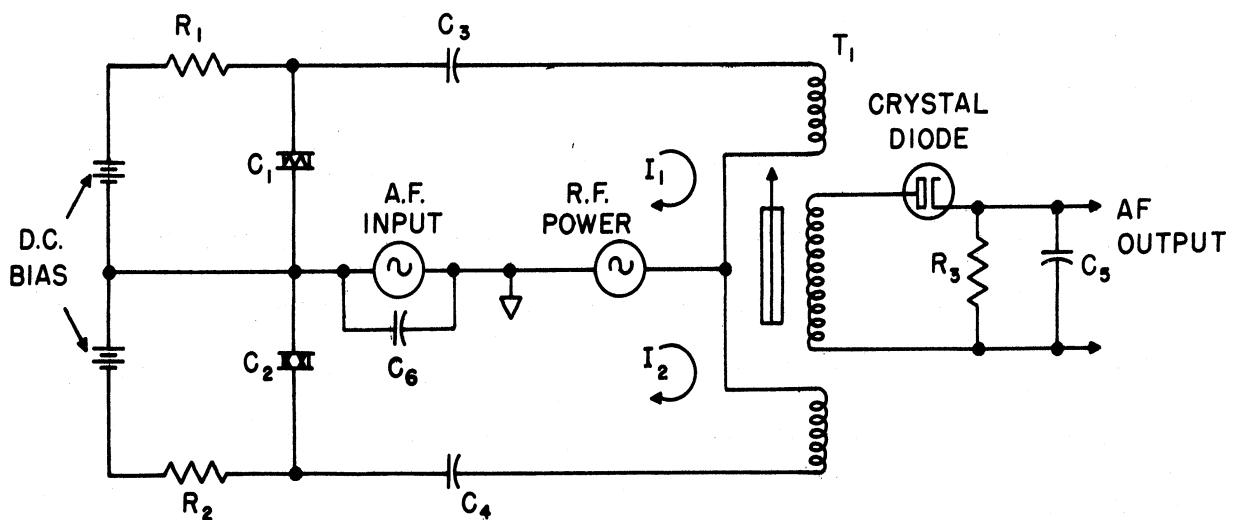 R1
C3
T1
CRYSTAL
DIODE
C1
A.F.
INPUT
I1
R.F.
POWER
D.C.
BIAS
AF
OUTPUT
R3
C5
C2
C6
I2
R2
C4